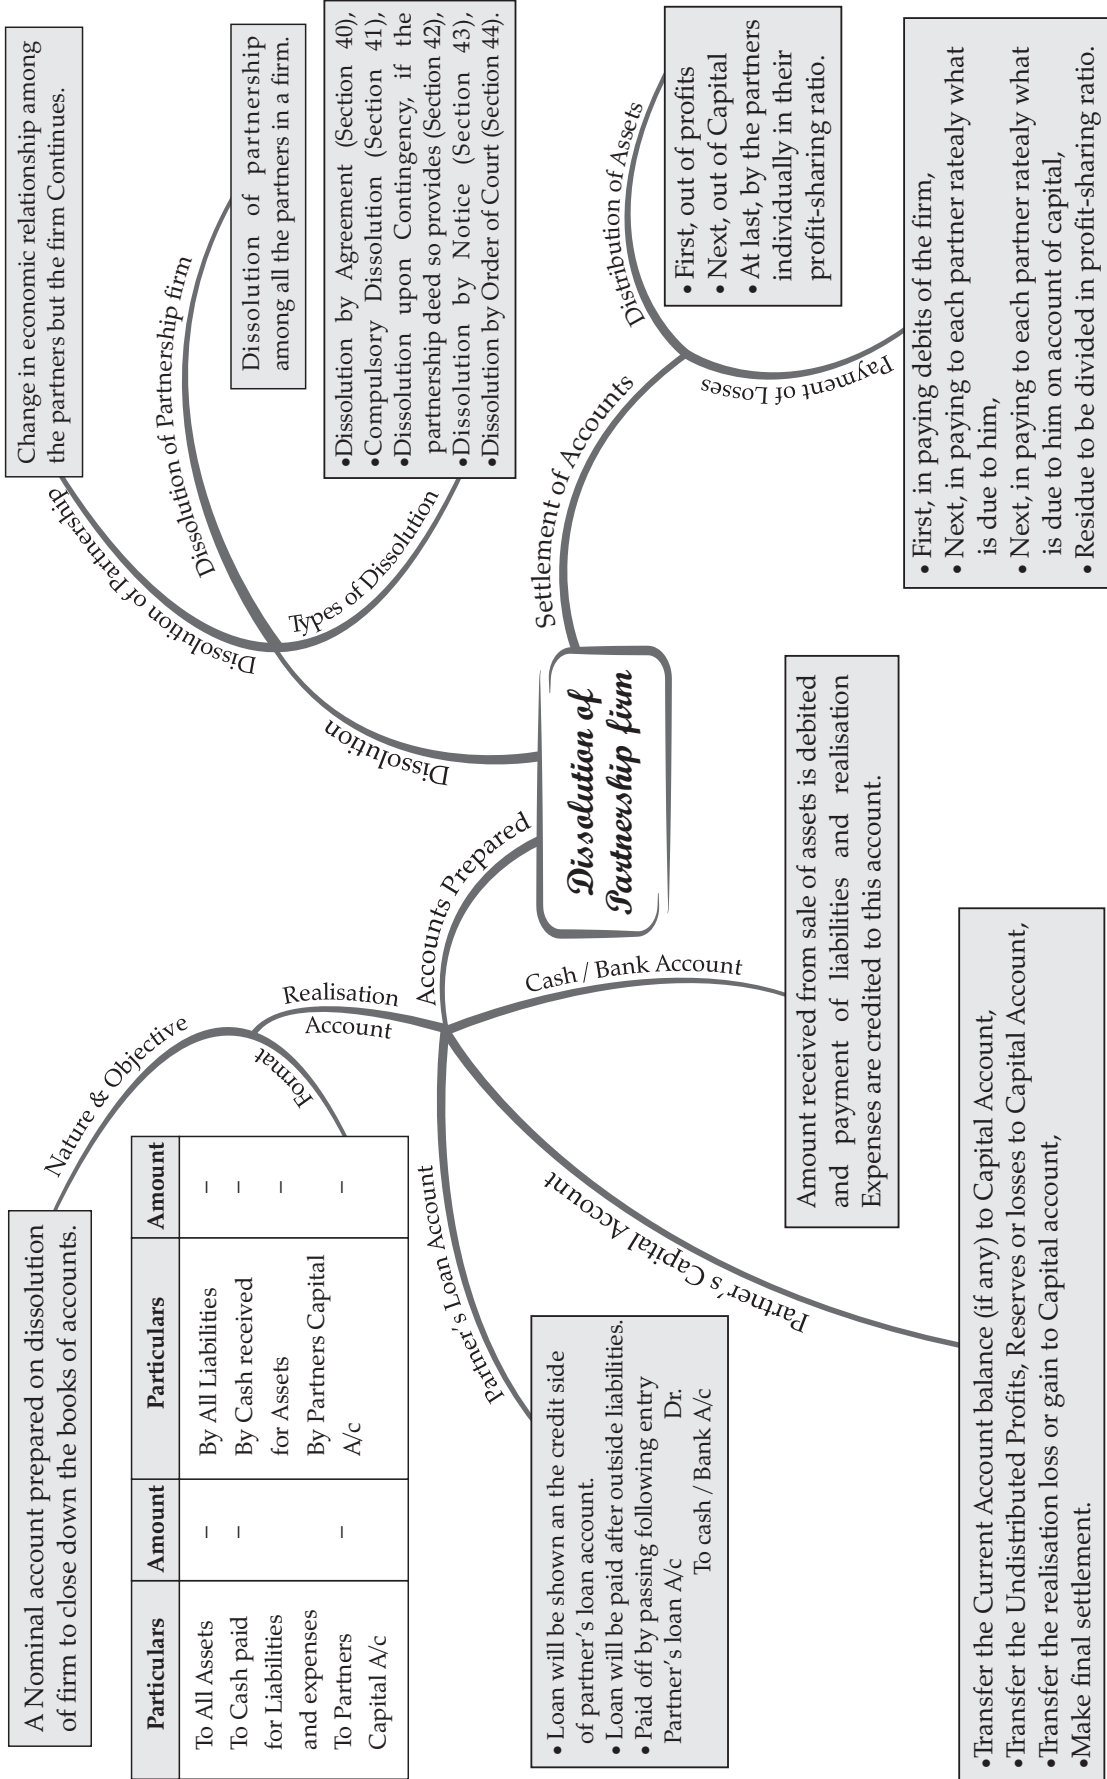 Dissolution of
Partnership firm
Dissolution
Dissolution of Partnership
Change in economic relationship among
the partners but the firm Continues.
Dissolution of Partnership firm
Dissolution of partnership
among all the partners in a firm.
Types of Dissolution
•Dissolution by Agreement (Section 40),
•Compulsory Dissolution (Section 41),
•Dissolution upon Contingency, if the
partnership deed so provides (Section 42),
•Dissolution by Notice (Section 43),
•Dissolution by Order of Court (Section 44).
Settlement of Accounts
Distribution of Assets
• First, out of profits
• Next, out of Capital
• At last, by the partners
individually in their
profit-sharing ratio.
Payment of Losses
• First, in paying debits of the firm,
• Next, in paying to each partner ratealy what
is due to him,
• Next, in paying to each partner ratealy what
is due to him on account of capital,
• Residue to be divided in profit-sharing ratio.
Accounts Prepared
Realisation
Account
Nature & Objective
A Nominal account prepared on dissolution
of firm to close down the books of accounts.
Format
Particulars Amount Particulars Amount
To All Assets – By All Liabilities –
To Cash paid – By Cash received –
for Liabilities for Assets –
and expenses
To Partners – By Partners Capital –
Capital A/c A/c
Cash / Bank Account
Amount received from sale of assets is debited
and payment of liabilities and realisation
Expenses are credited to this account.
Partner's Loan Account
• Loan will be shown an the credit side
of partner's loan account.
• Loan will be paid after outside liabilities.
• Paid off by passing following entry
Partner's loan A/c Dr.
To cash / Bank A/c
Partner's Capital Account
•Transfer the Current Account balance (if any) to Capital Account,
•Transfer the Undistributed Profits, Reserves or losses to Capital Account,
•Transfer the realisation loss or gain to Capital account,
•Make final settlement.